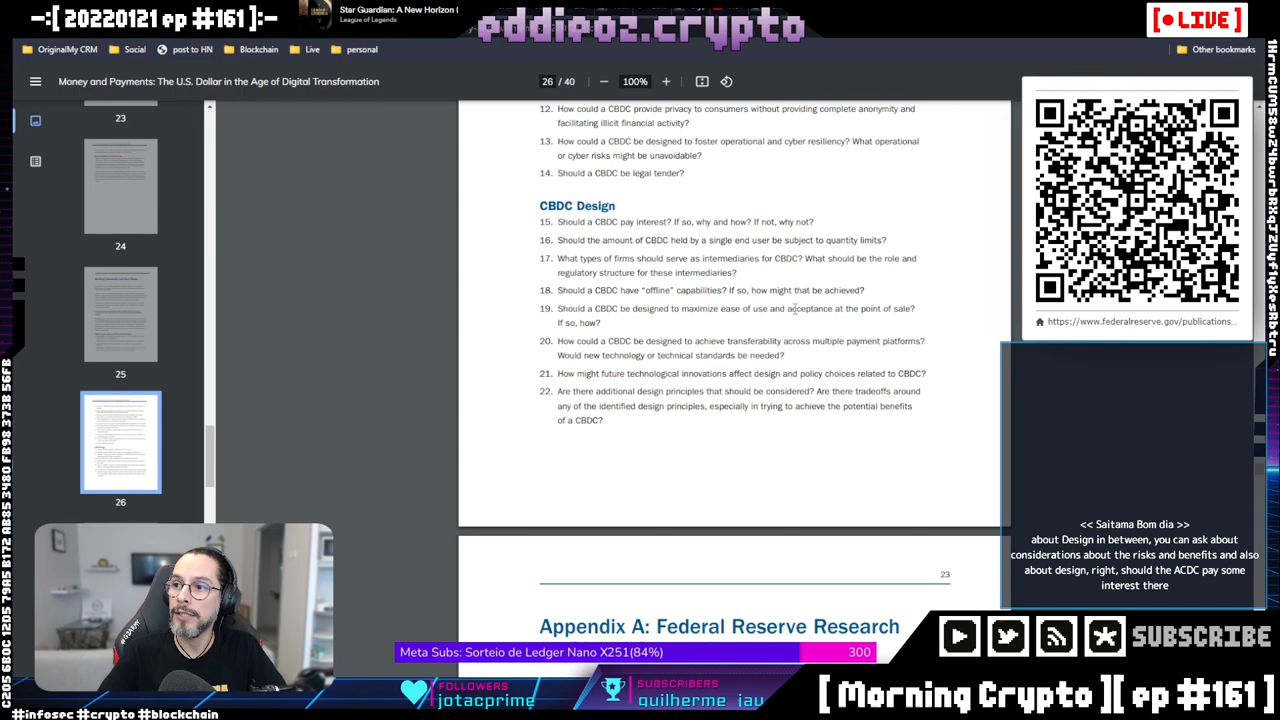 -:[ 20220121 ep #161 ]:-
Star Guardian: A New Horizon (
League of Legends
eddieoz.crypto
[•LIVE]
OriginalMy CRM
Social
post to HN
Blockchain
Live
personal
Other bookmarks
Money and Payments: The U.S. Dollar in the Age of Digital Transformation
26 / 40
100%
23
24
25
26
12. How could a CBDC provide privacy to consumers without providing complete anonymity and
facilitating illicit financial activity?
13. How could a CBDC be designed to foster operational and cyber resiliency? What operational
or cyber risks might be unavoidable?
14. Should a CBDC be legal tender?
CBDC Design
15. Should a CBDC pay interest? If so, why and how? If not, why not?
16. Should the amount of CBDC held by a single end user be subject to quantity limits?
17. What types of firms should serve as intermediaries for CBDC? What should be the role and
regulatory structure for these intermediaries?
18. Should a CBDC have “offline” capabilities? If so, how might that be achieved?
19. Should a CBDC be designed to maximize ease of use and acceptance at the point of sale?
If so, how?
20. How could a CBDC be designed to achieve transferability across multiple payment platforms?
Would new technology or technical standards be needed?
21. How might future technological innovations affect design and policy choices related to CBDC?
22. Are there additional design principles that should be considered? Are there tradeoffs around
any of the identified design principles, especially in trying to achieve the potential benefits
of a CBDC?
23
Appendix A: Federal Reserve Research
https://www.federalreserve.gov/publications...
<< Saitama Bom dia >>
about Design in between, you can ask about
considerations about the risks and benefits and also
about design, right, should the ACDC pay some
interest there
Meta Subs: Sorteio de Ledger Nano X251(84%)
300
SUBSCRIBE
FOLLOWERS
jotacprime
SUBSCRIBERS
guilherme_jau
[ Morning Crypto ][ ep #161 ]
#crypto #blockchain